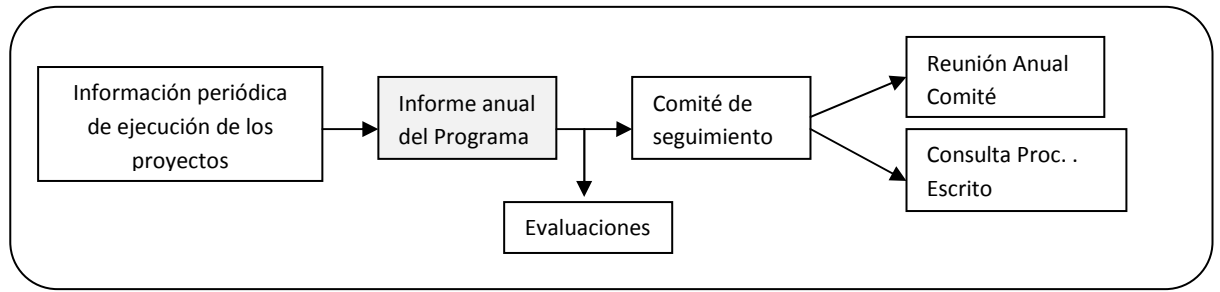 Información periódica
de ejecución de los
proyectos
Informe anual
del Programa
Evaluaciones
Comité de
seguimiento
Reunión Anual
Comité
Consulta Proc. .
Escrito